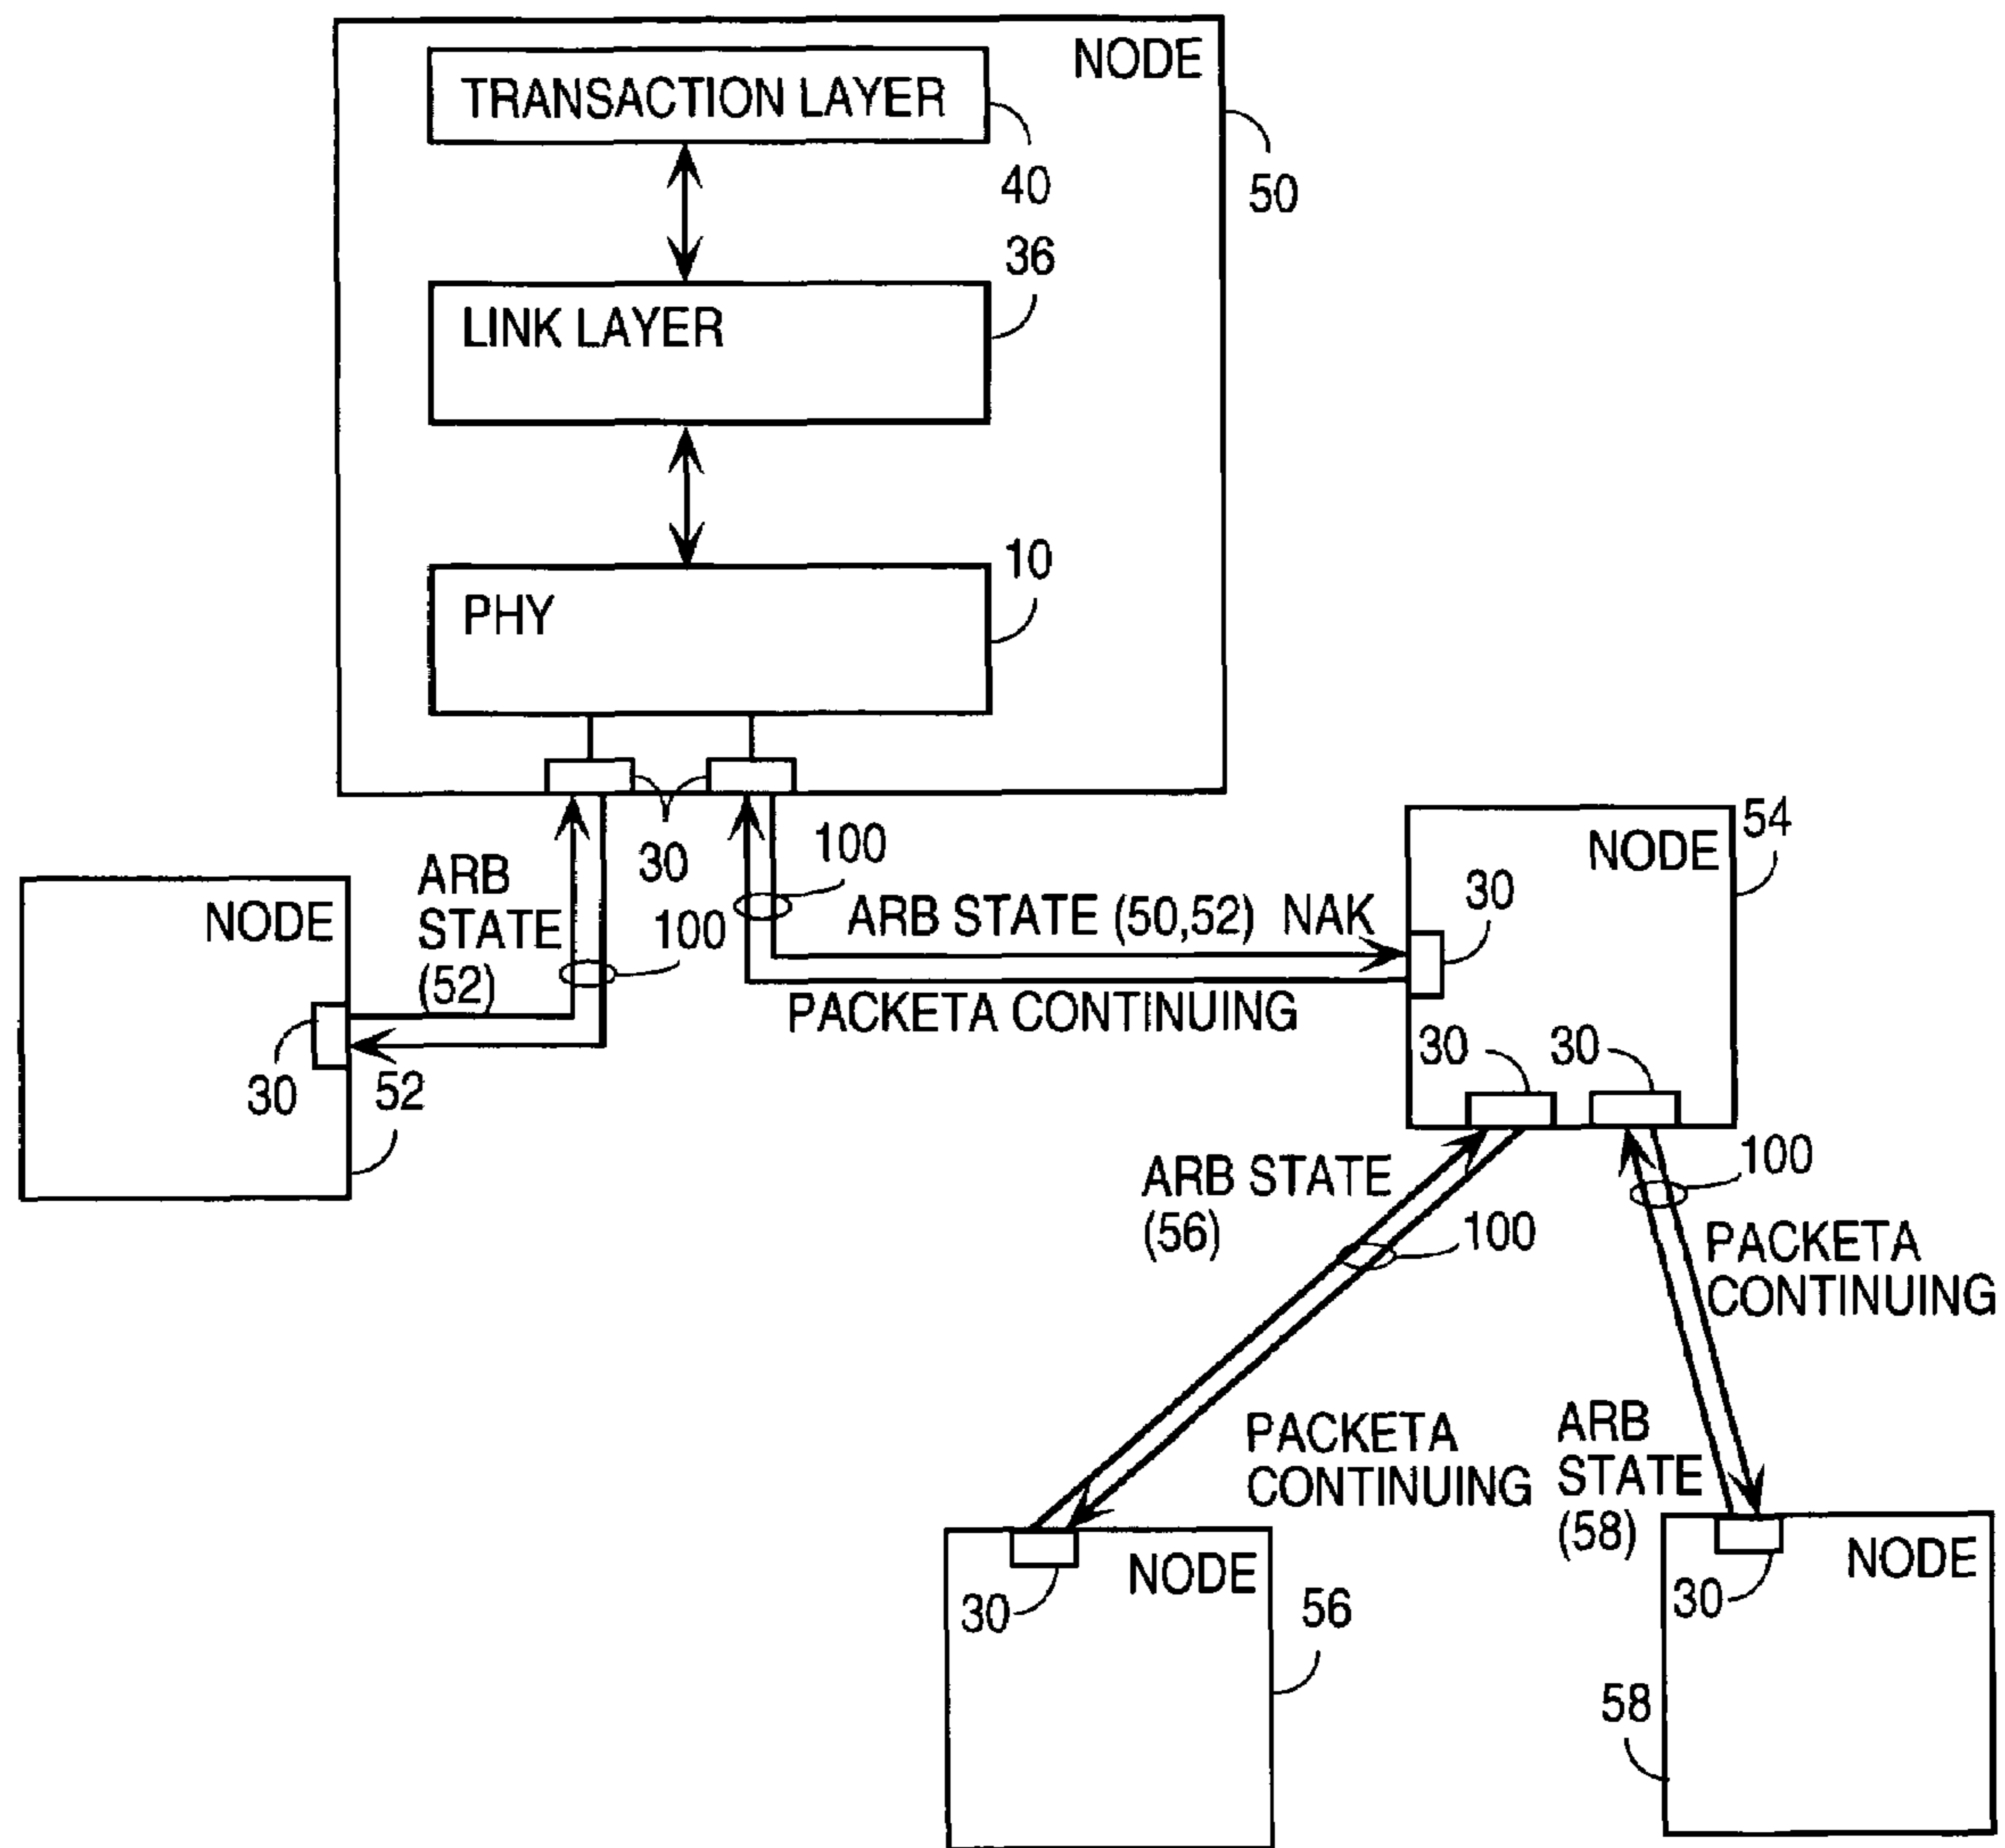 NODE
TRANSACTION LAYER
40
50
36
LINK LAYER
10
PHY
30
100
54
NODE
30
ARB
STATE
(52)
100
ARB STATE (50,52) NAK
PACKETA CONTINUING
NODE
30
52
30
30
ARB STATE
(56)
100
100
PACKETA
CONTINUING
PACKETA
CONTINUING
ARB
STATE
(58)
NODE
30
56
NODE
30
58